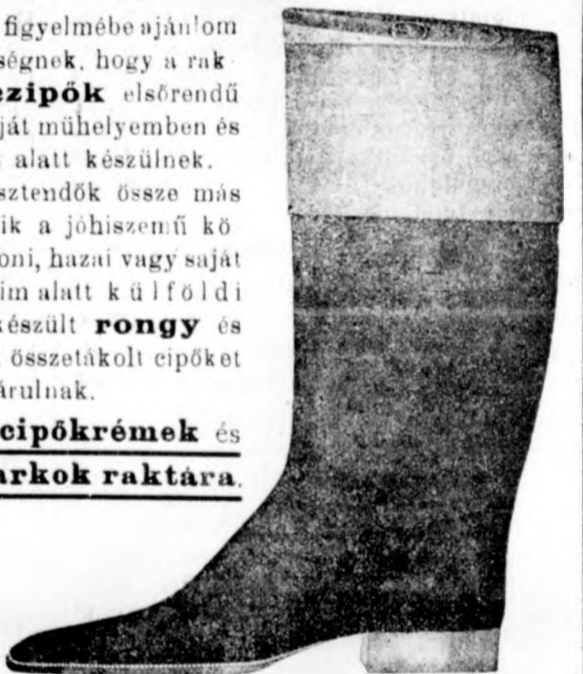 figyelmébe ajánlom
ségnek, hogy a rak
ezipők elsőrendű
ját műhelyemben és
alatt készülnek.
sztendők össze más
ik a jóhiszemű kö
oni, hazai vagy saját
im alatt külföldi
készült rongy és
összetákolt cipőket
árulnak.
cipőkrémek és
arkok raktára.